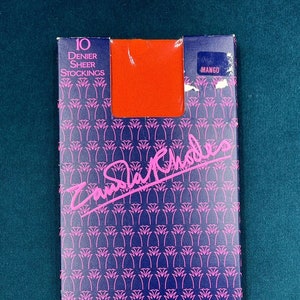 10
DENIER
SHEER
STOCKINGS
MANGO
Zandra Rhodes